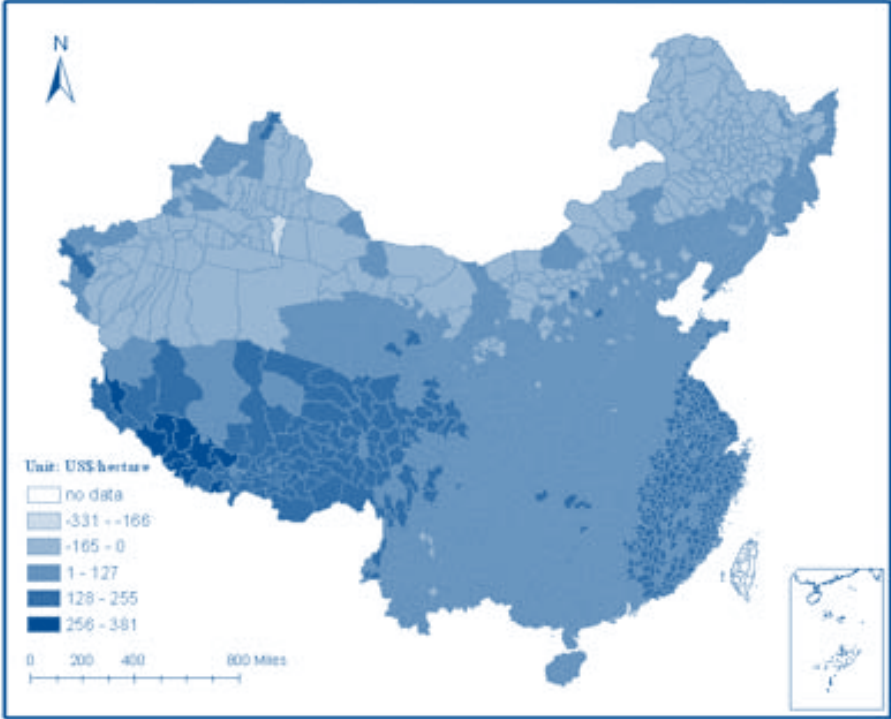 N
Unit: US$/hectare
no data
-331 - -166
-165 - 0
1 - 127
128 - 255
256 - 381
0 200 400 800 Miles